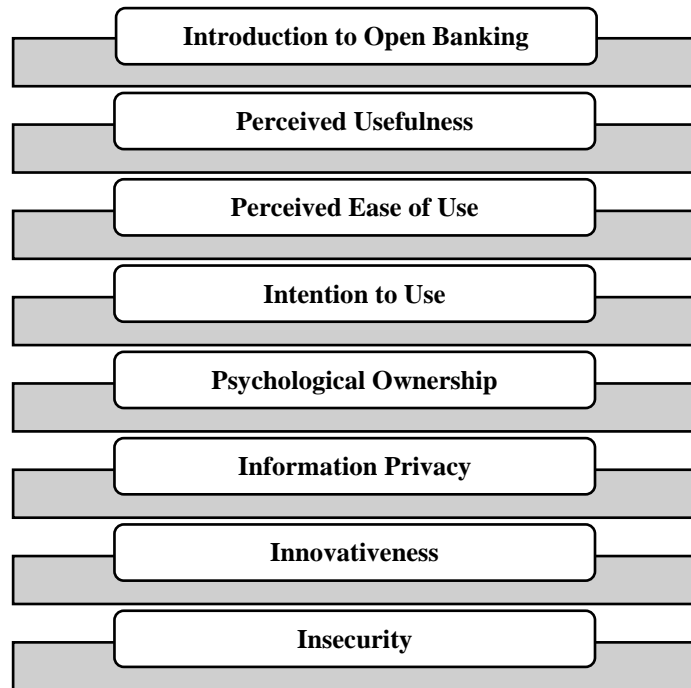 Introduction to Open Banking
Perceived Usefulness
Perceived Ease of Use
Intention to Use
Psychological Ownership
Information Privacy
Innovativeness
Insecurity